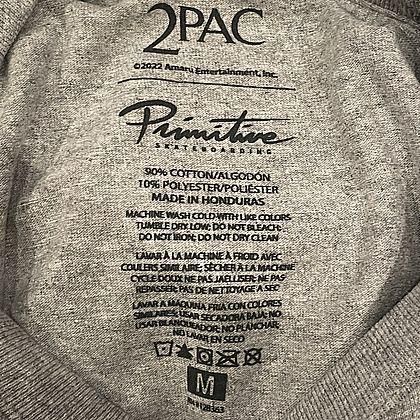 2PAC
©2022 Amaru Entertainment, Inc.
Primitive
SKATEBOARDING
90% COTTON/ALGODÓN
10% POLYESTER/POLIÉSTER
MADE IN HONDURAS
MACHINE WASH COLD WITH LIKE COLORS
TUMBLE DRY LOW; DO NOT BLEACH;
DO NOT IRON; DO NOT DRY CLEAN
LAVAR À LA MACHINE À FROID AVEC
COULERS SIMILAIRE; SÉCHER À LA MACHINE
CYCLE DOUX NE PAS JAELLISER; NE PAS
REPASSER; PAS DE NETTOYAGE A SEC
LAVAR A MAQUINA FRIA CON COLORES
SIMILARES; USAR SECADORA BAJA; NO
USAR BLANQUEADOR; NO PLANCHAR,
NO LAVAR EN SECO
M